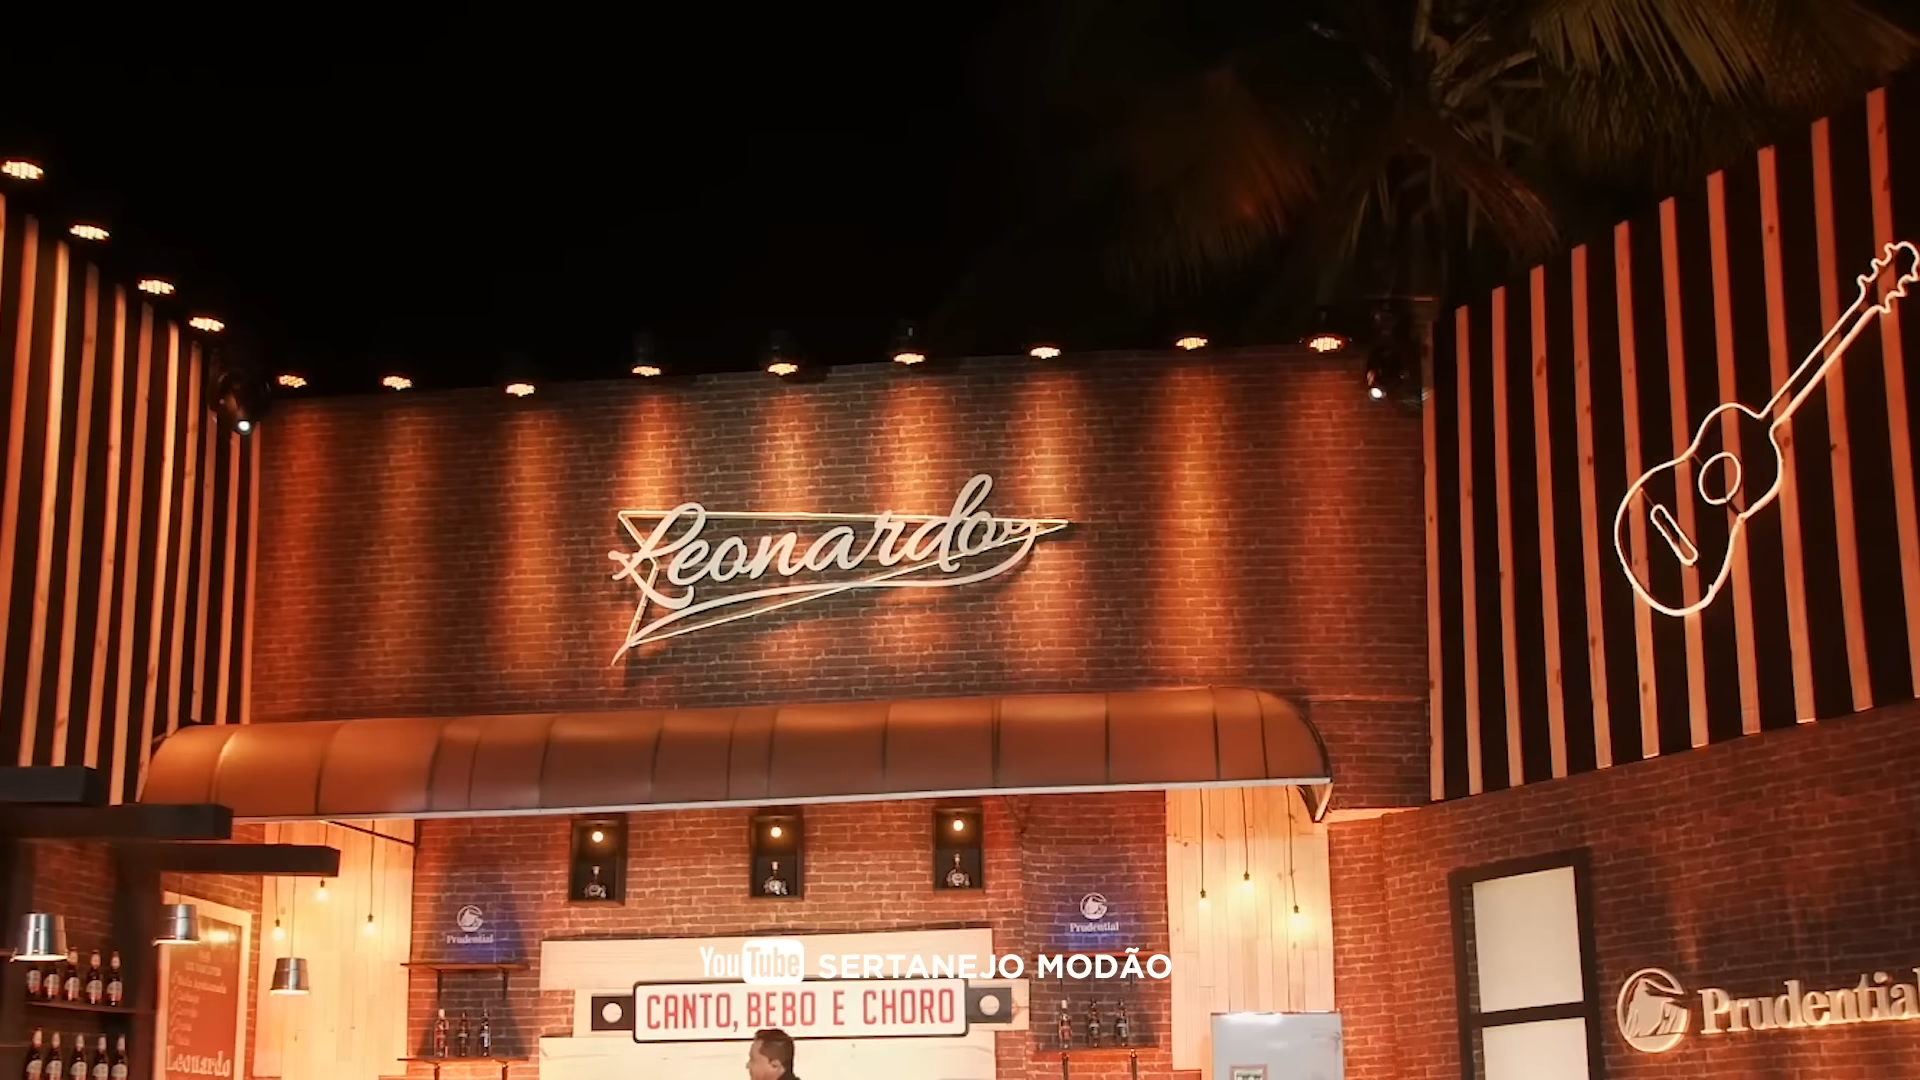 Leonardo
Prudential
Prudential
YouTube SERTANEJO MODÃO
CANTO, BEBO E CHORO
Prudential
Leonardo